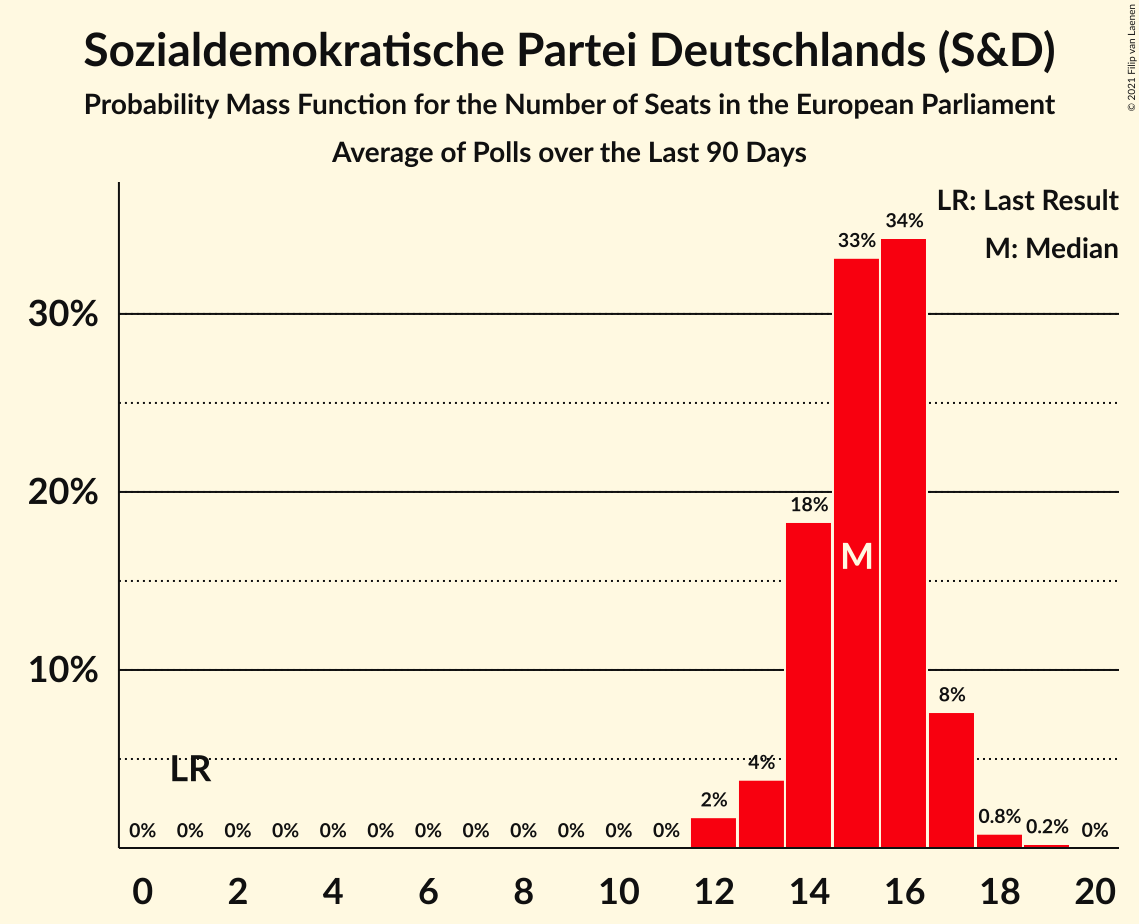 Sozialdemokratische Partei Deutschlands (S&D)
Probability Mass Function for the Number of Seats in the European Parliament
Average of Polls over the Last 90 Days
© 2021 Filip van Laenen
LR: Last Result
M: Median
30%
20%
10%
34%
33%
18%
M
8%
4%
LR
2%
0% 0% 0% 0% 0% 0% 0% 0% 0% 0% 0% 0% 0.8% 0.2% 0%
0 2 4 6 8 10 12 14 16 18 20